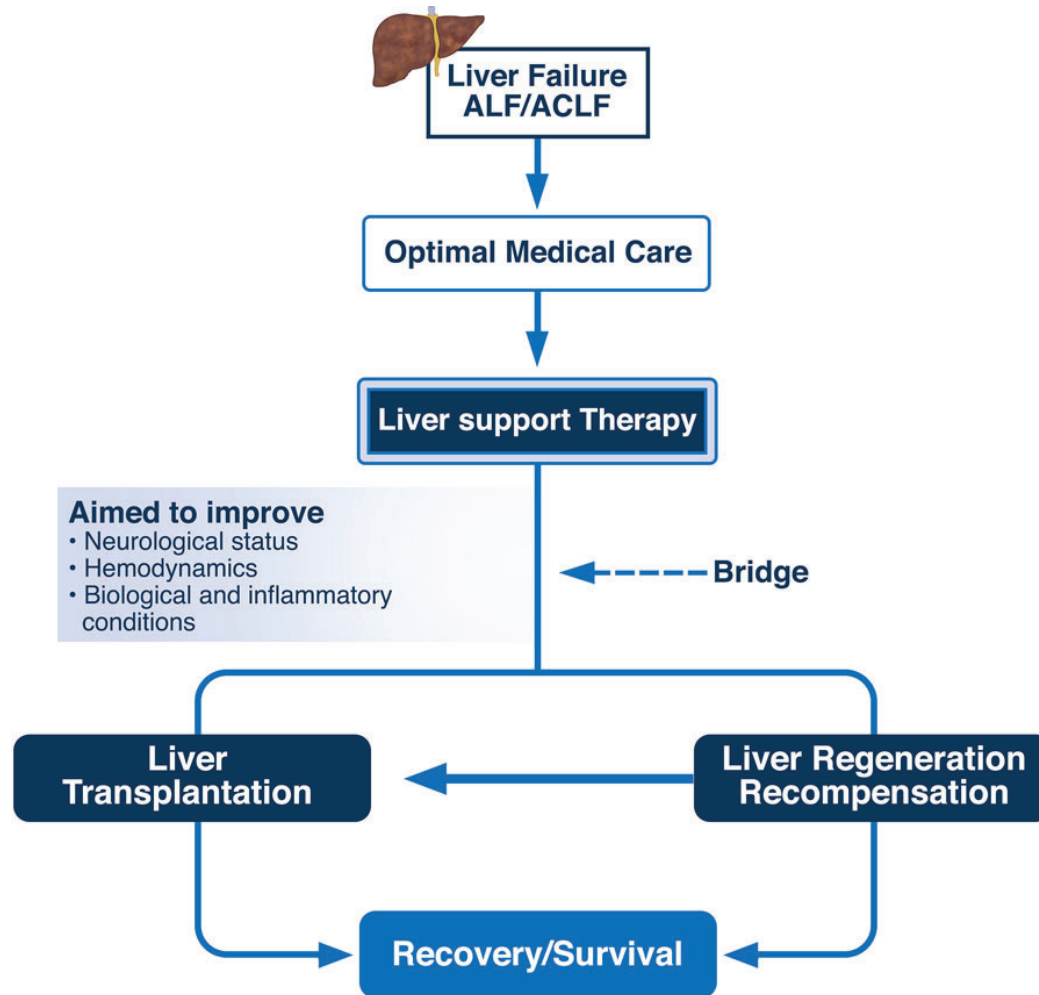 Liver Failure
ALF/ACLF
Optimal Medical Care
Liver support Therapy
Aimed to improve
• Neurological status
• Hemodynamics
• Biological and inflammatory
conditions
Bridge
Liver
Transplantation
Liver Regeneration
Recompensation
Recovery/Survival